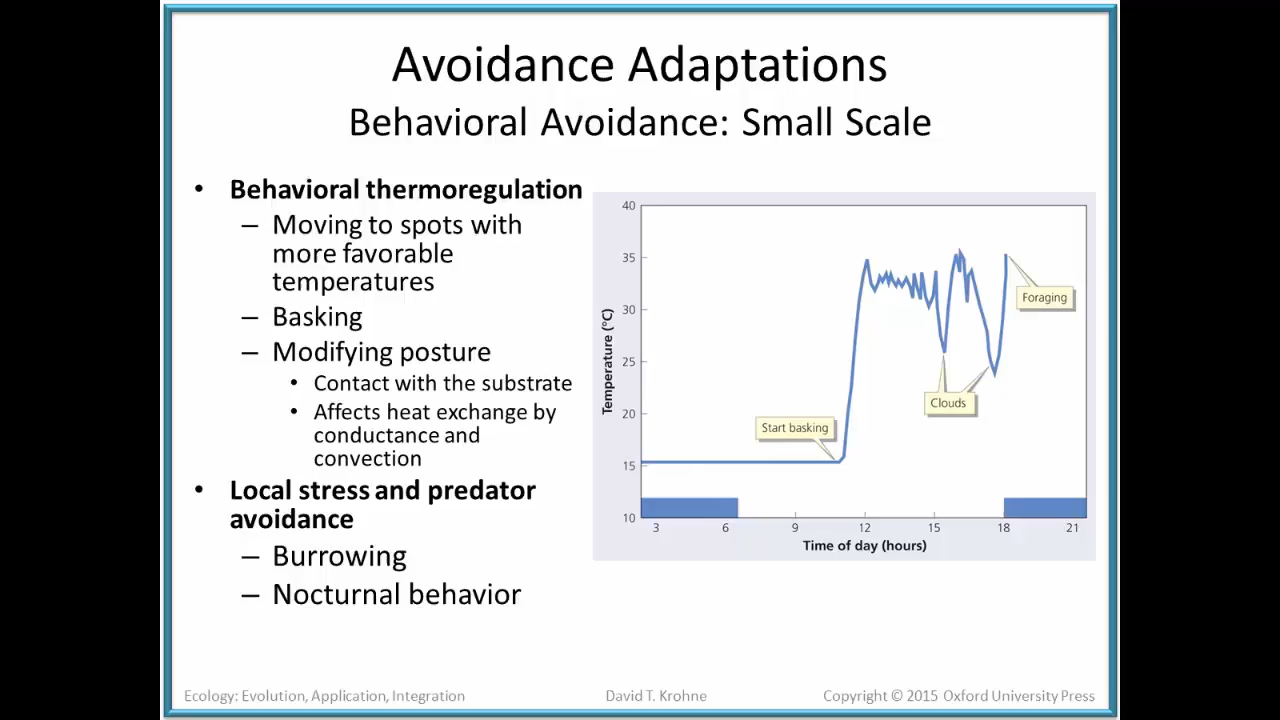 Avoidance Adaptations
Behavioral Avoidance: Small Scale
• Behavioral thermoregulation
– Moving to spots with
more favorable
temperatures
– Basking
– Modifying posture
• Contact with the substrate
• Affects heat exchange by
conductance and
convection
• Local stress and predator
avoidance
– Burrowing
– Nocturnal behavior
40
35
30
25
20
15
10
Temperature (°C)
Start basking
Clouds
Foraging
3 6 9 12 15 18 21
Time of day (hours)
Ecology: Evolution, Application, Integration David T. Krohne Copyright © 2015 Oxford University Press